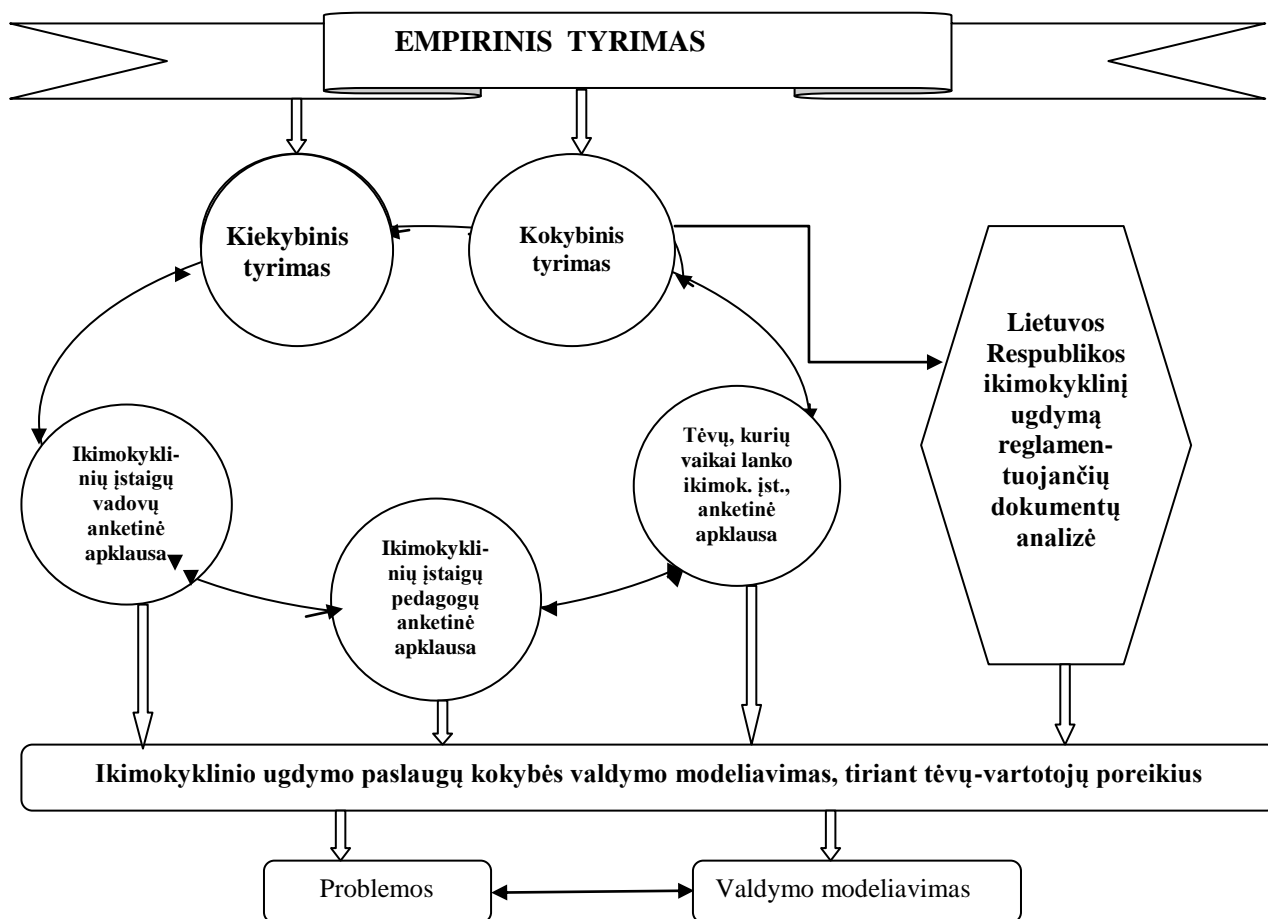 EMPIRINIS TYRIMAS
Kiekybinis
tyrimas
Kokybinis
tyrimas
Lietuvos
Respublikos
ikimokyklinį
ugdymą
reglamen-
tuojančių
dokumentų
analizė
Ikimokykli-
nių įstaigų
vadovų
anketinė
apklausa
Ikimokykli-
nių įstaigų
pedagogų
anketinė
apklausa
Tėvų, kurių
vaikai lanko
ikimok. įst.,
anketinė
apklausa
Ikimokyklinio ugdymo paslaugų kokybės valdymo modeliavimas, tiriant tėvų-vartotojų poreikius
Problemos
Valdymo modeliavimas